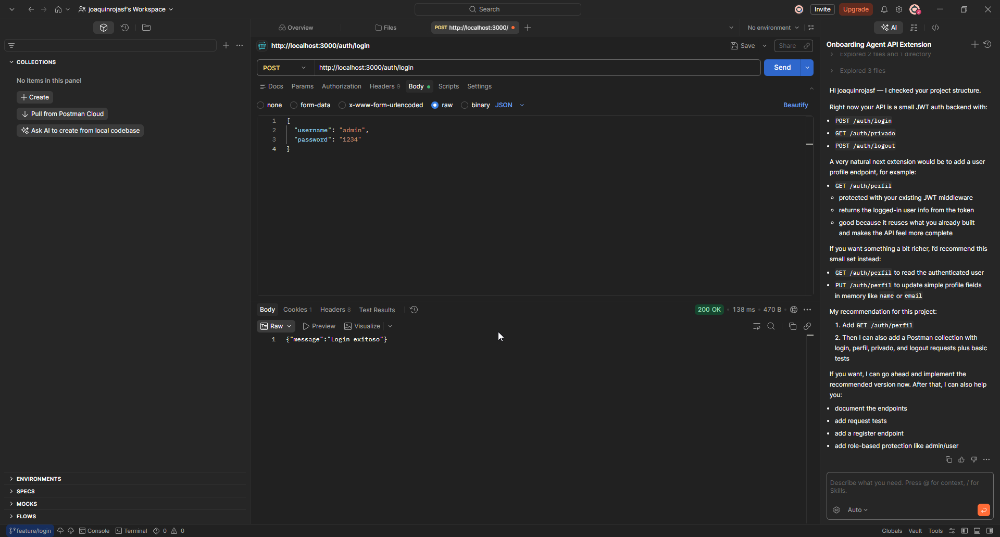 joaquinrojasf's Workspace
Search
Invite
Upgrade
Overview
Files
POST http://localhost:3000/
No environment
AI
http://localhost:3000/auth/login
Save
Share
Onboarding Agent API Extension
COLLECTIONS
No items in this panel
Create
Pull from Postman Cloud
Ask AI to create from local codebase
POST
http://localhost:3000/auth/login
Send
Docs Params Authorization Headers 9 Body Scripts Settings
none form-data x-www-form-urlencoded raw binary JSON
Beautify
1 {
2 "username": "admin",
3 "password": "1234"
4 }
Body Cookies 1 Headers 8 Test Results
200 OK • 138 ms • 470 B
Raw Preview Visualize
1 {"message":"Login exitoso"}
Explored 2 files and 1 directory
Explored 3 files
Hi joaquinrojasf — I checked your project structure.
Right now your API is a small JWT auth backend with:
• POST /auth/login
• GET /auth/privado
• POST /auth/logout
A very natural next extension would be to add a user
profile endpoint, for example:
• GET /auth/perfil
protected with your existing JWT middleware
returns the logged-in user info from the token
good because it reuses what you already built
and makes the API feel more complete
If you want something a bit richer, I'd recommend this
small set instead:
• GET /auth/perfil to read the authenticated user
• PUT /auth/perfil to update simple profile fields
in memory like name or email
My recommendation for this project:
1. Add GET /auth/perfil
2. Then I can also add a Postman collection with
login, perfil, privado, and logout requests plus basic
tests
If you want, I can go ahead and implement the
recommended version now. After that, I can also help
you:
• document the endpoints
• add request tests
• add a register endpoint
• add role-based protection like admin/user
Describe what you need. Press @ for context, / for
Skills.
Auto
ENVIRONMENTS
SPECS
MOCKS
FLOWS
feature/login
Console
Terminal
0
0
Globals
Vault
Tools